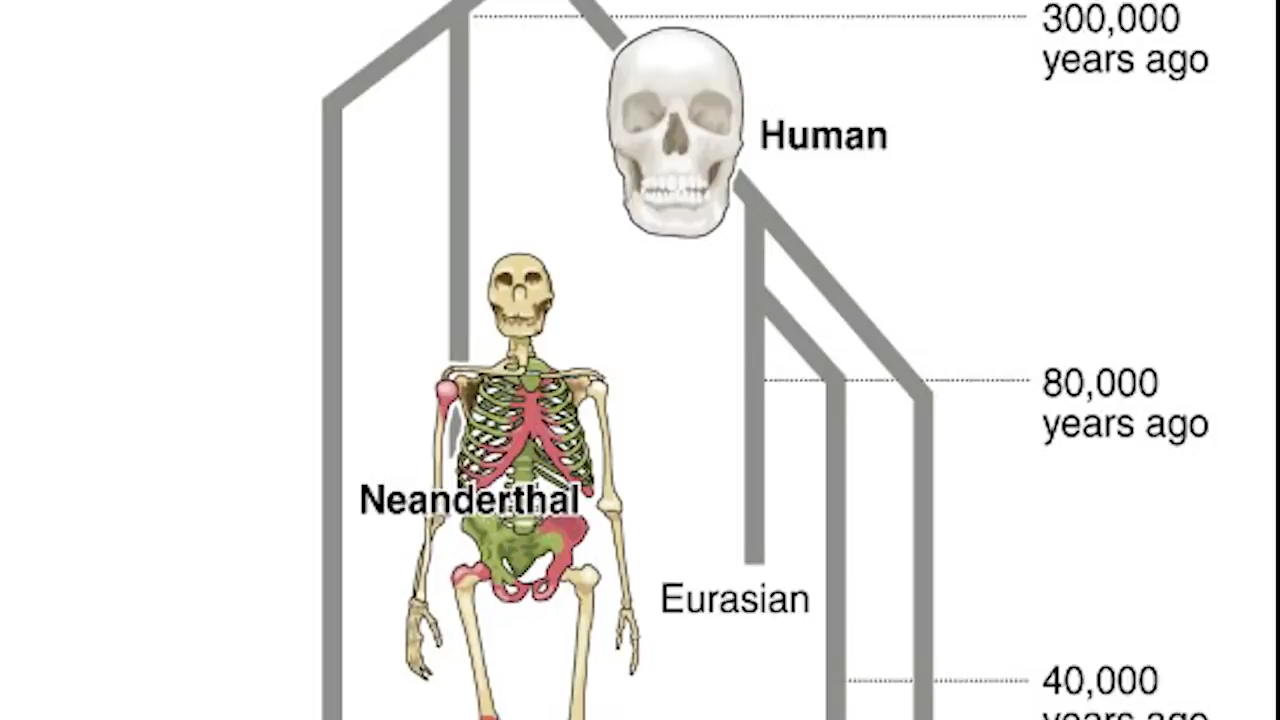 300,000
years ago
Human
80,000
years ago
Neanderthal
Eurasian
40,000
years ago